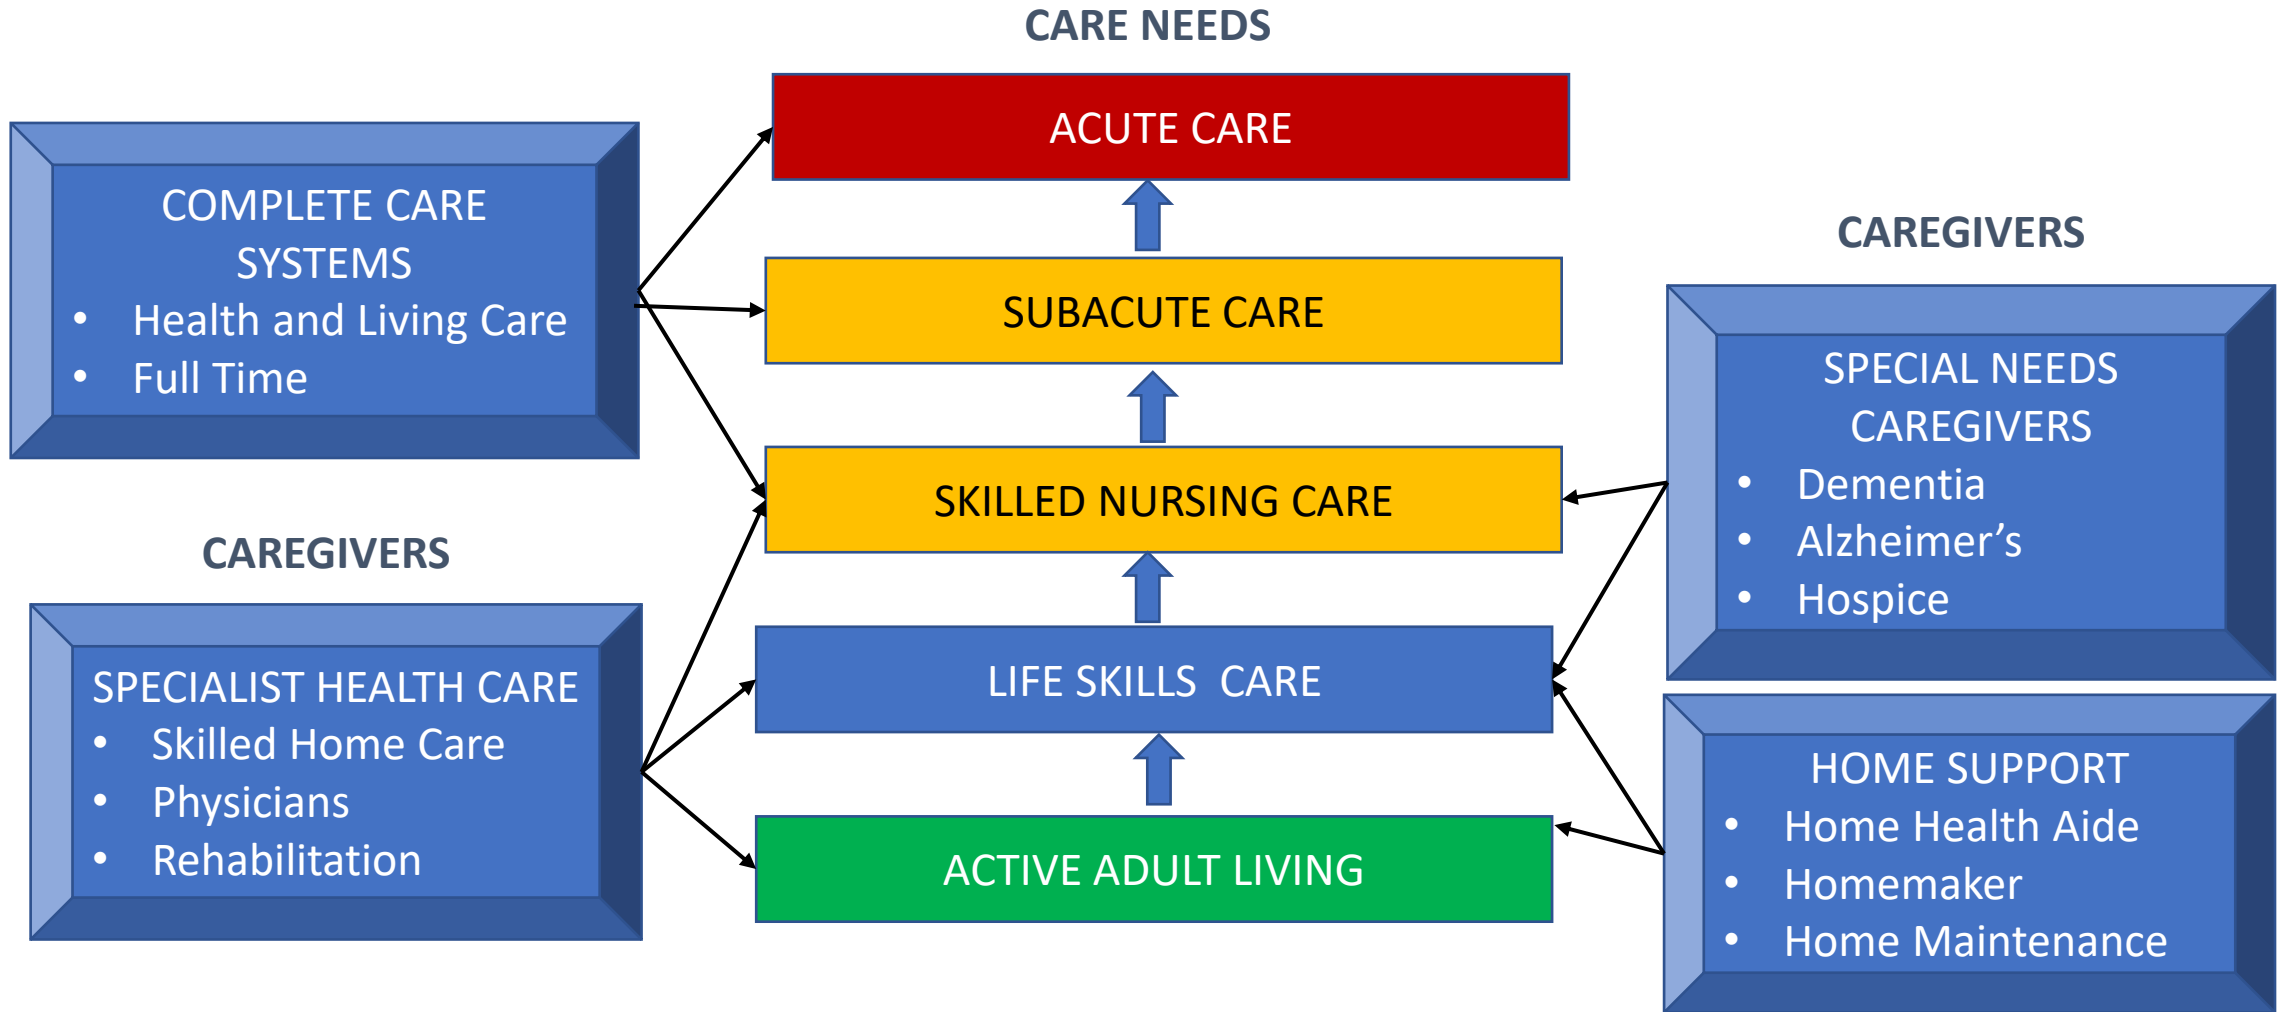 CARE NEEDS
ACUTE CARE
SUBACUTE CARE
SKILLED NURSING CARE
LIFE SKILLS  CARE
ACTIVE ADULT LIVING
COMPLETE CARE
SYSTEMS
• Health and Living Care
• Full Time
CAREGIVERS
SPECIALIST HEALTH CARE
• Skilled Home Care
• Physicians
• Rehabilitation
CAREGIVERS
SPECIAL NEEDS
CAREGIVERS
• Dementia
• Alzheimer’s
• Hospice
HOME SUPPORT
• Home Health Aide
• Homemaker
• Home Maintenance